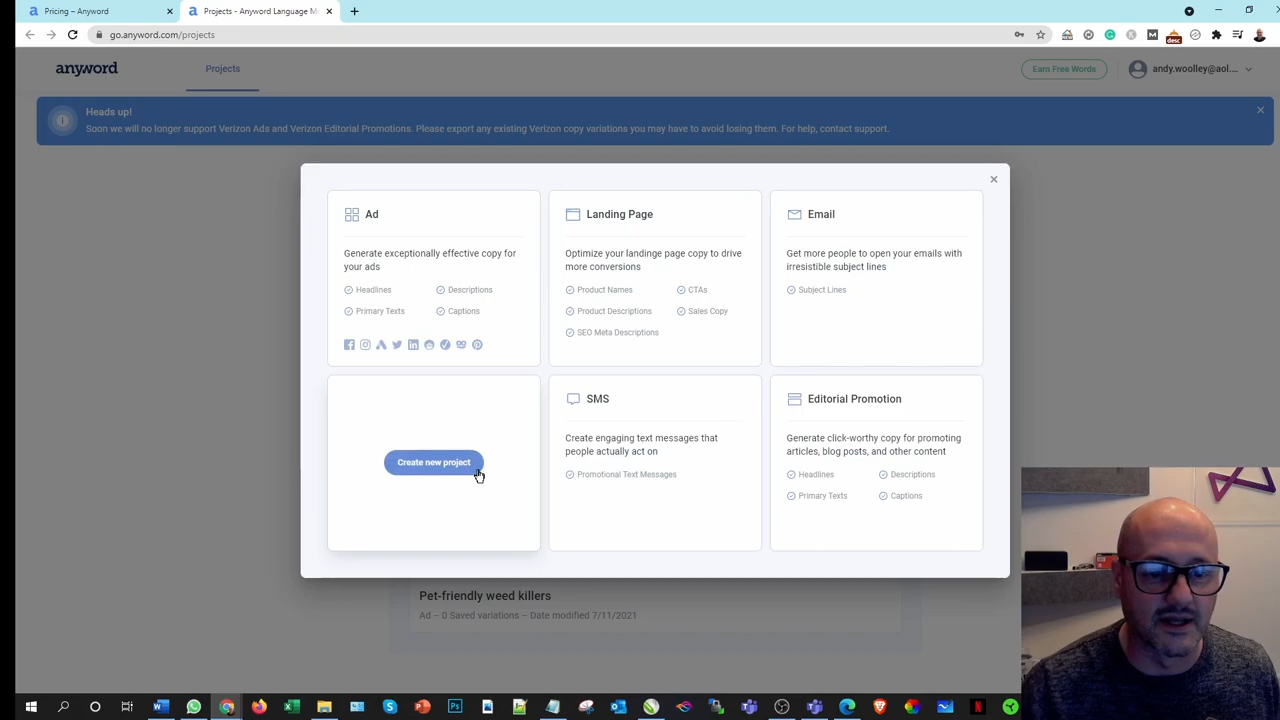 Pricing – Anyword
Projects - Anyword Language M
go.anyword.com/projects
desc
anyword
Projects
Earn Free Words
andy.woolley@aol....
Heads up!
Soon we will no longer support Verizon Ads and Verizon Editorial Promotions. Please export any existing Verizon copy variations you may have to avoid losing them. For help, contact support.
Ad
Generate exceptionally effective copy for
your ads
Headlines
Descriptions
Primary Texts
Captions
Landing Page
Optimize your landinge page copy to drive
more conversions
Product Names
CTAs
Product Descriptions
Sales Copy
SEO Meta Descriptions
Email
Get more people to open your emails with
irresistible subject lines
Subject Lines
Create new project
SMS
Create engaging text messages that
people actually act on
Promotional Text Messages
Editorial Promotion
Generate click-worthy copy for promoting
articles, blog posts, and other content
Headlines
Descriptions
Primary Texts
Captions
Pet-friendly weed killers
Ad – 0 Saved variations – Date modified 7/11/2021